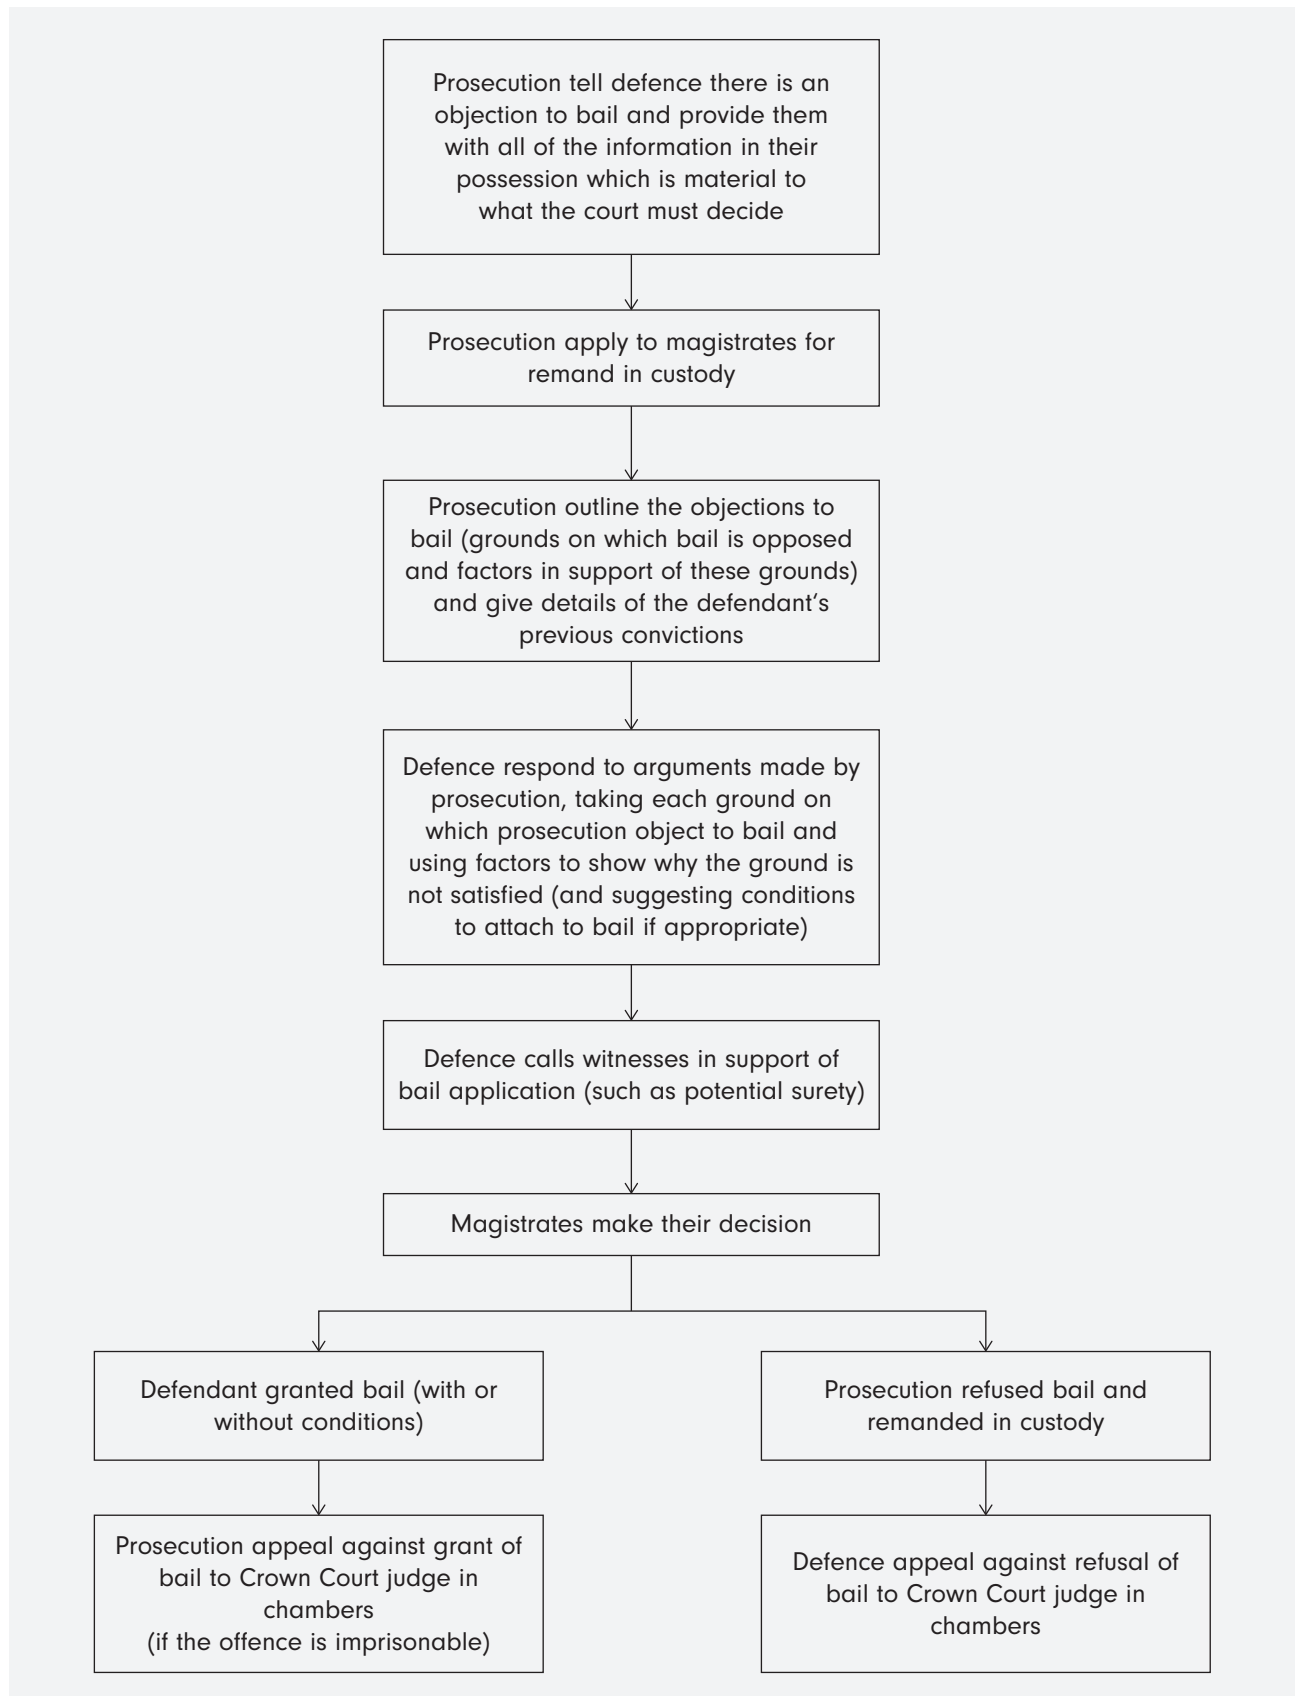 Prosecution tell defence there is an
objection to bail and provide them
with all of the information in their
possession which is material to
what the court must decide
Prosecution apply to magistrates for
remand in custody
Prosecution outline the objections to
bail (grounds on which bail is opposed
and factors in support of these grounds)
and give details of the defendant‘s
previous convictions
Defence respond to arguments made by
prosecution, taking each ground on
which prosecution object to bail and
using factors to show why the ground is
not satisfied (and suggesting conditions
to attach to bail if appropriate)
Defence calls witnesses in support of
bail application (such as potential surety)
Magistrates make their decision
Defendant granted bail (with or
without conditions)
Prosecution refused bail and
remanded in custody
Prosecution appeal against grant of
bail to Crown Court judge in
chambers
(if the offence is imprisonable)
Defence appeal against refusal of
bail to Crown Court judge in
chambers